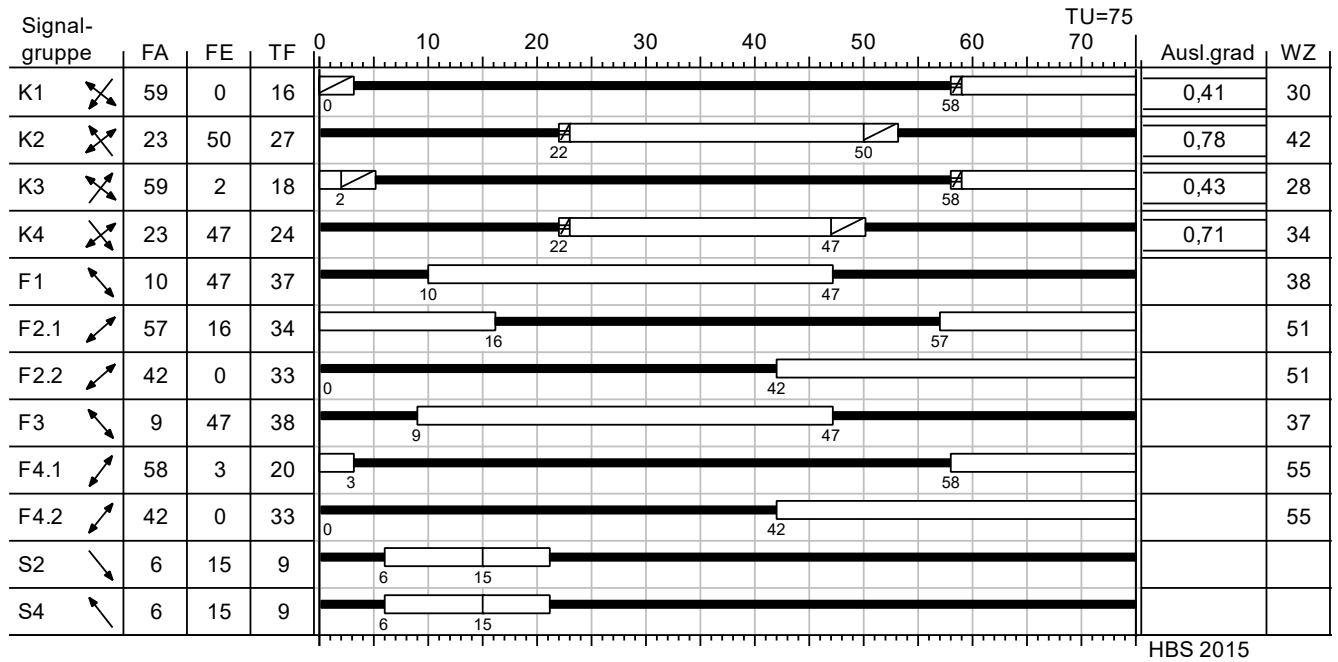 TU=75
Signal-
gruppe FA FE TF 0 10 20 30 40 50 60 70 Ausl.grad WZ
K1 59 0 16 0 58 0,41 30
K2 23 50 27 22 50 0,78 42
K3 59 2 18 2 58 0,43 28
K4 23 47 24 22 47 0,71 34
F1 10 47 37 10 47 38
F2.1 57 16 34 16 57 51
F2.2 42 0 33 0 42 51
F3 9 47 38 9 47 37
F4.1 58 3 20 3 58 55
F4.2 42 0 33 0 42 55
S2 6 15 9 6 15
S4 6 15 9 6 15
HBS 2015